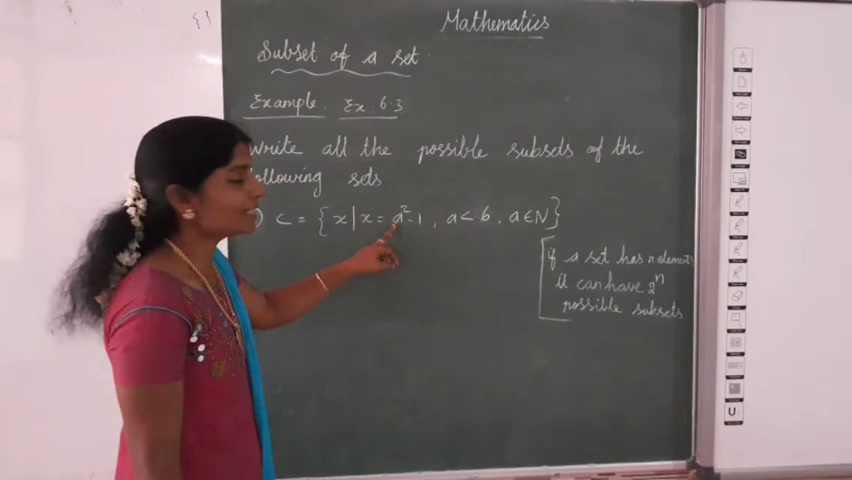 Mathematics
Subset of a set
Example. Ex. 6.3
Write all the possible subsets of the
following sets
) C = { x | x = a² - 1 , a < 6 , a ∈ N }
if a set has n elements
it can have 2ⁿ
possible subsets
U